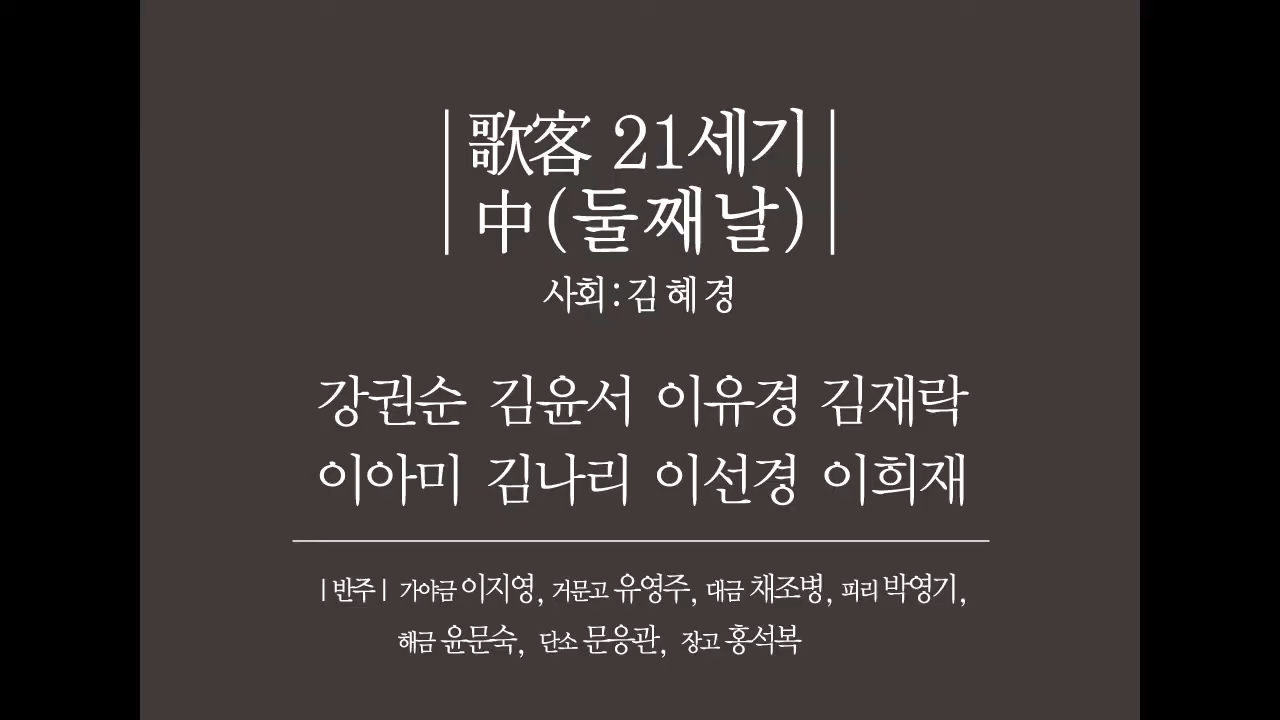 歌客 21세기
中(둘째날)
사회:김혜경
강권순 김윤서 이유경 김재락
이아미 김나리 이선경 이희재
|반주| 가야금 이지영, 거문고 유영주, 대금 채조병, 피리 박영기,
해금 윤문숙, 단소 문응관, 장고 홍석복